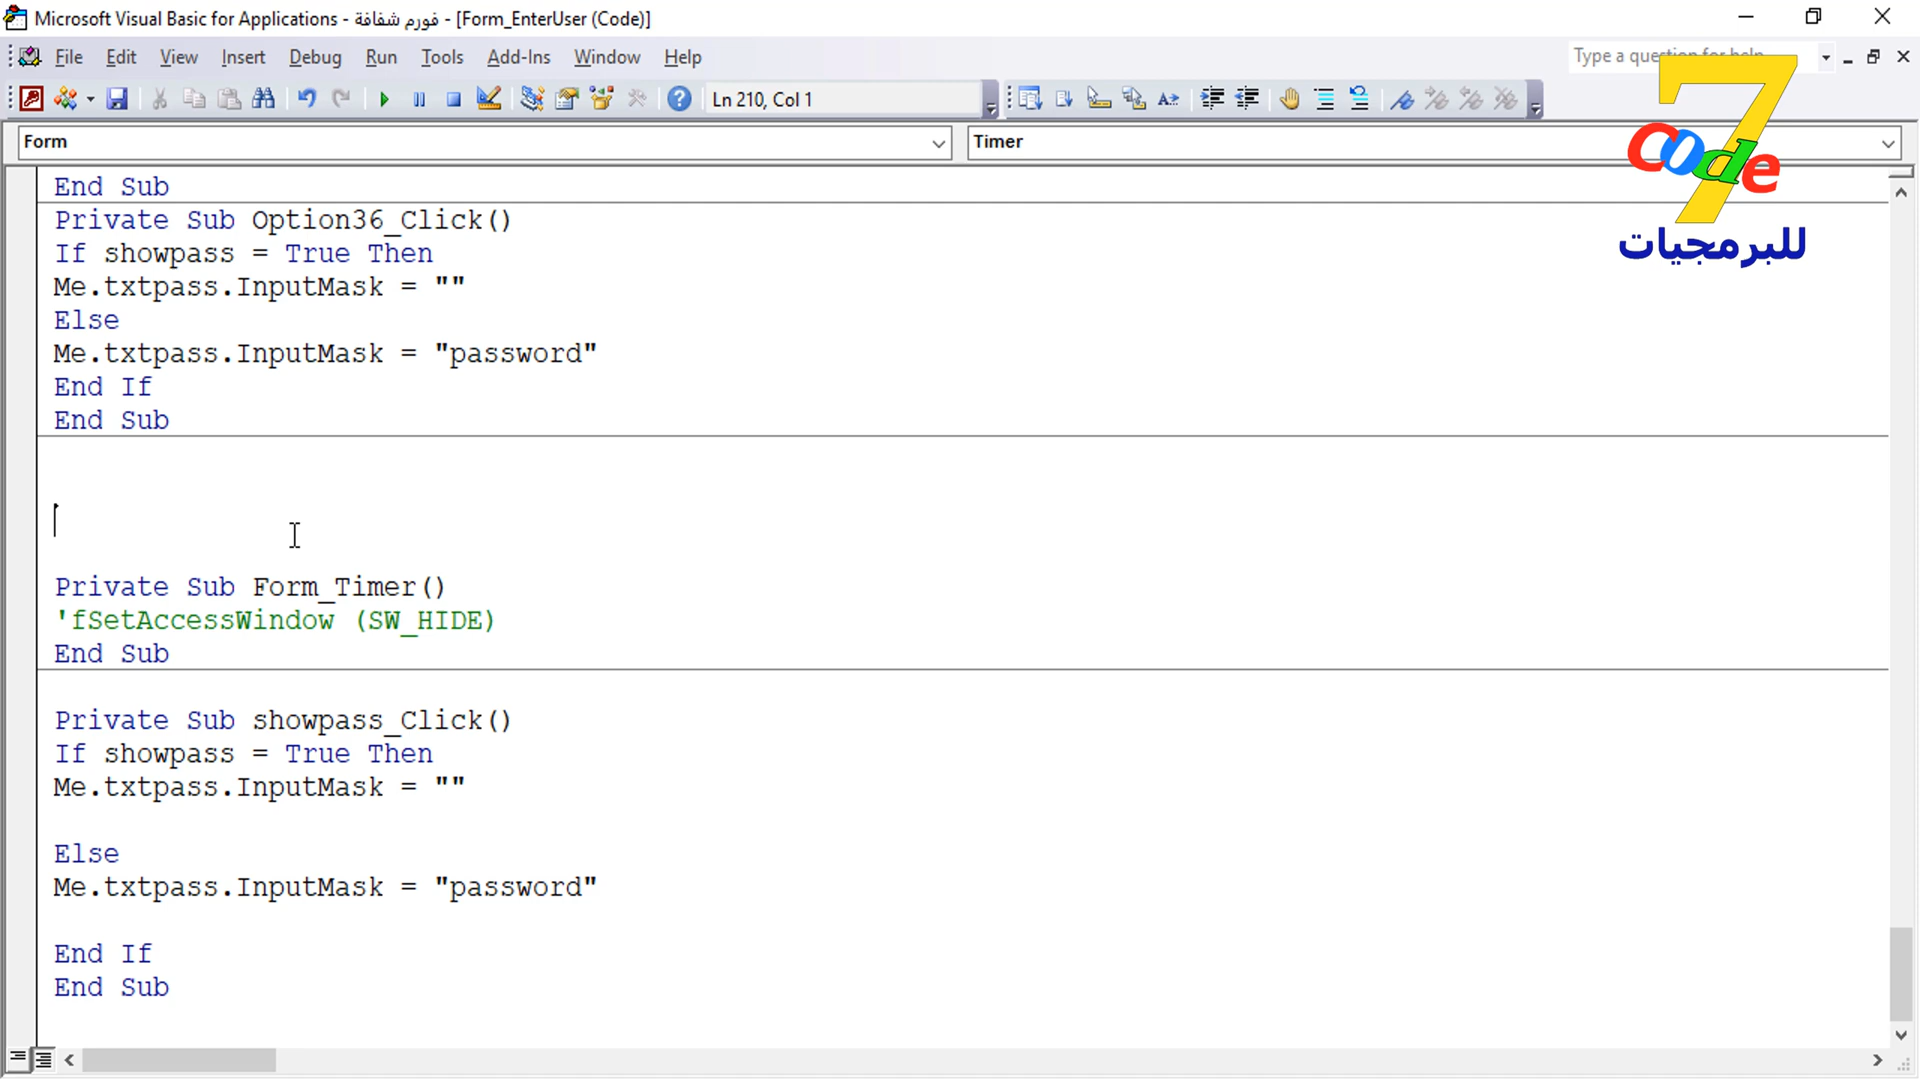 Microsoft Visual Basic for Applications - فورم شفافة - [Form_EnterUser (Code)]
File Edit View Insert Debug Run Tools Add-Ins Window Help
Type a question for help
Ln 210, Col 1
Form
Timer
7
Code
للبرمجيات
End Sub
Private Sub Option36_Click()
If showpass = True Then
Me.txtpass.InputMask = ""
Else
Me.txtpass.InputMask = "password"
End If
End Sub
Private Sub Form_Timer()
'fSetAccessWindow (SW_HIDE)
End Sub
Private Sub showpass_Click()
If showpass = True Then
Me.txtpass.InputMask = ""
Else
Me.txtpass.InputMask = "password"
End If
End Sub